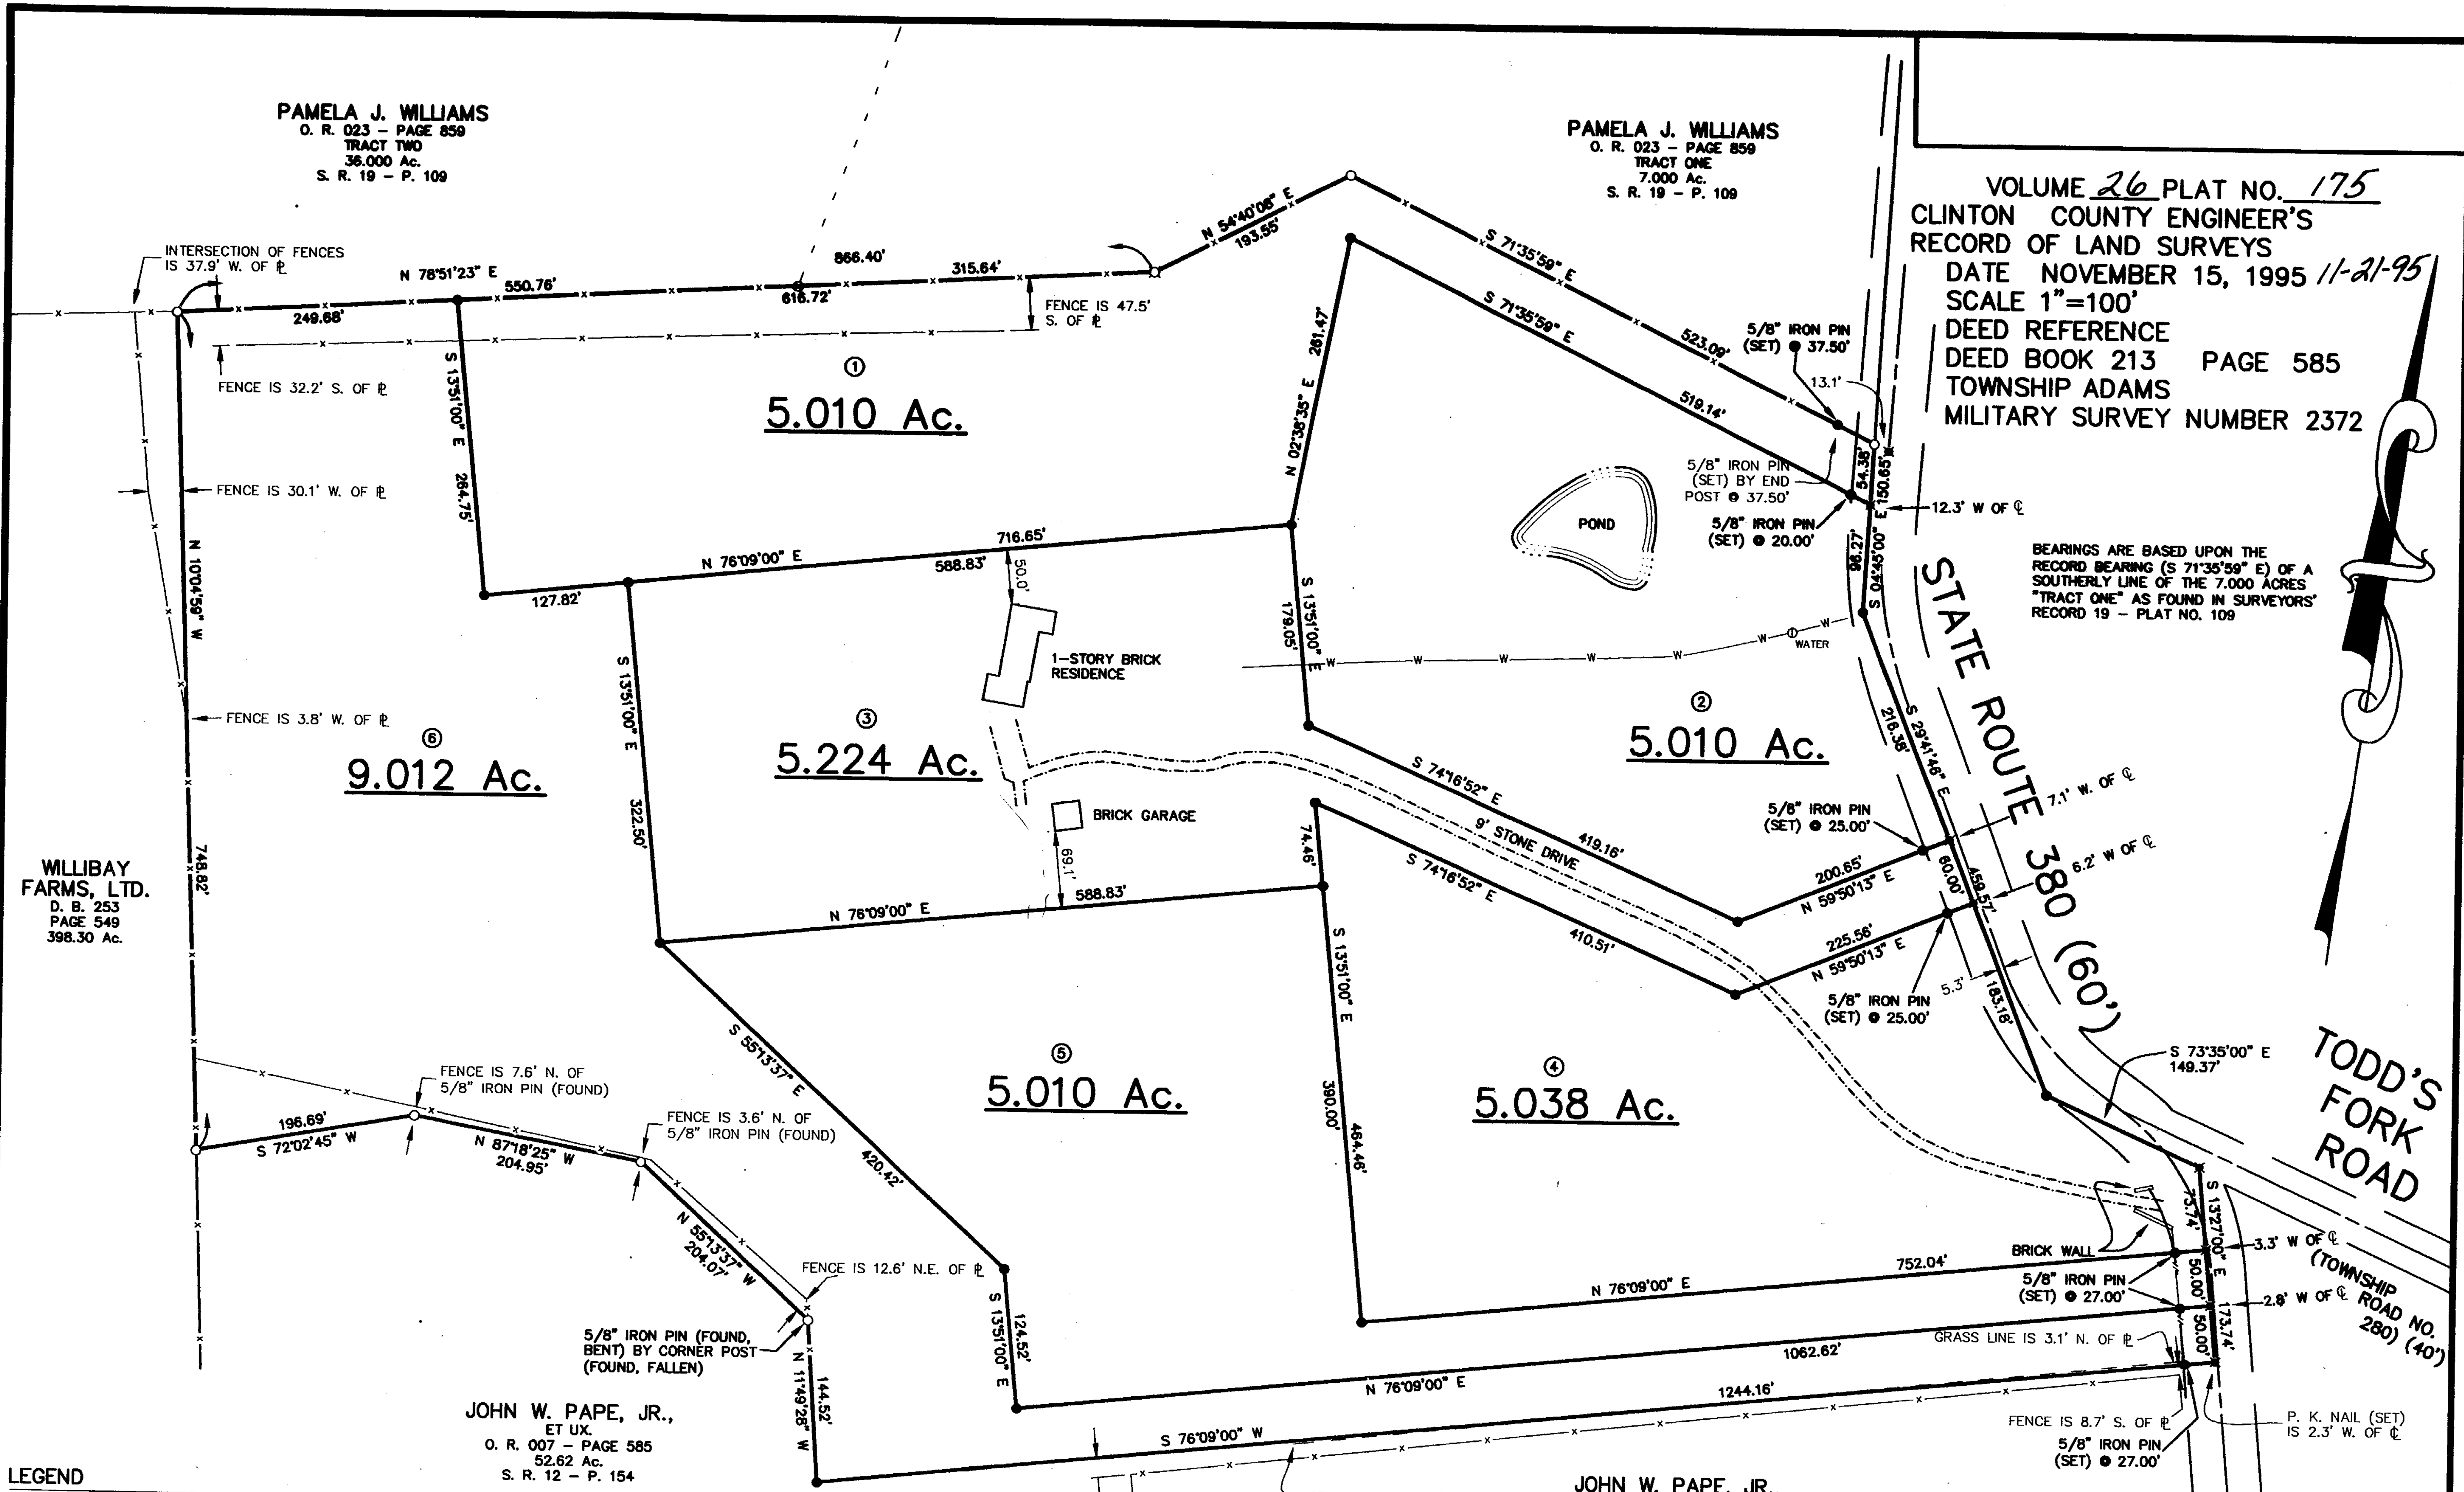 PAMELA J. WILLIAMS
O. R. 023 – PAGE 859
TRACT TWO
36.000 Ac.
S. R. 19 – P. 109
PAMELA J. WILLIAMS
O. R. 023 – PAGE 859
TRACT ONE
7.000 Ac.
S. R. 19 – P. 109
VOLUME 26 PLAT NO. 175
CLINTON COUNTY ENGINEER'S
RECORD OF LAND SURVEYS
DATE NOVEMBER 15, 1995 11-21-95
SCALE 1"=100'
DEED REFERENCE
DEED BOOK 213 PAGE 585
TOWNSHIP ADAMS
MILITARY SURVEY NUMBER 2372
BEARINGS ARE BASED UPON THE
RECORD BEARING (S 71°35'59" E) OF A
SOUTHERLY LINE OF THE 7.000 ACRES
"TRACT ONE" AS FOUND IN SURVEYORS'
RECORD 19 – PLAT NO. 109
INTERSECTION OF FENCES
IS 37.9' W. OF ℄
N 78°51'23" E
866.40'
550.76'
315.64'
249.68'
616.72'
N 54°40'06" E
193.55'
S 71°35'59" E
523.09'
S 71°35'59" E
519.14'
FENCE IS 47.5'
S. OF ℄
FENCE IS 32.2' S. OF ℄
5/8" IRON PIN
(SET) @ 37.50'
13.1'
5/8" IRON PIN
(SET) BY END
POST @ 37.50'
5/8" IRON PIN
(SET) @ 20.00'
54.38'
150.65'
S 04°45'00" E
96.27'
12.3' W OF ℄
S 13°51'00" E
264.75'
①
5.010 Ac.
N 02°38'35" E
261.47'
POND
FENCE IS 30.1' W. OF ℄
N 10°04'59" W
748.82'
716.65'
N 76°09'00" E
588.83'
127.82'
50.0'
S 13°51'00" E
179.05'
1–STORY BRICK
RESIDENCE
W W W W W W W
WATER
STATE ROUTE 380 (60')
FENCE IS 3.8' W. OF ℄
S 13°51'00" E
322.50'
⑥
9.012 Ac.
③
5.224 Ac.
②
5.010 Ac.
S 29°41'46" E
216.38'
7.1' W. OF ℄
6.2' W OF ℄
BRICK GARAGE
69.1'
S 74°16'52" E
419.16'
9' STONE DRIVE
S 74°16'52" E
410.51'
74.46'
5/8" IRON PIN
(SET) @ 25.00'
200.65'
N 59°50'13" E
60.00'
459.57'
225.56'
N 59°50'13" E
5/8" IRON PIN
(SET) @ 25.00'
5.3'
183.18'
WILLIBAY
FARMS, LTD.
D. B. 253
PAGE 549
398.30 Ac.
588.83'
N 76°09'00" E
S 13°51'00" E
390.00'
464.46'
S 55°13'37" E
420.42'
⑤
5.010 Ac.
④
5.038 Ac.
S 73°35'00" E
149.37'
TODD'S
FORK
ROAD
(TOWNSHIP
ROAD NO.
280) (40')
FENCE IS 7.6' N. OF
5/8" IRON PIN (FOUND)
FENCE IS 3.6' N. OF
5/8" IRON PIN (FOUND)
196.69'
S 72°02'45" W
N 87°18'25" W
204.95'
N 55°13'37" W
204.07'
FENCE IS 12.6' N.E. OF ℄
5/8" IRON PIN (FOUND,
BENT) BY CORNER POST
(FOUND, FALLEN)
N 11°49'28" W
144.52'
S 13°51'00" E
124.52'
73.74'
S 13°27'00" E
BRICK WALL
3.3' W OF ℄
752.04'
N 76°09'00" E
5/8" IRON PIN
(SET) @ 27.00'
50.00'
2.8' W OF ℄
173.74'
50.00'
GRASS LINE IS 3.1' N. OF ℄
1062.62'
N 76°09'00" E
1244.16'
S 76°09'00" W
FENCE IS 8.7' S. OF ℄
5/8" IRON PIN
(SET) @ 27.00'
P. K. NAIL (SET)
IS 2.3' W. OF ℄
JOHN W. PAPE, JR.,
ET UX.
O. R. 007 – PAGE 585
52.62 Ac.
S. R. 12 – P. 154
LEGEND
JOHN W. PAPE, JR.,